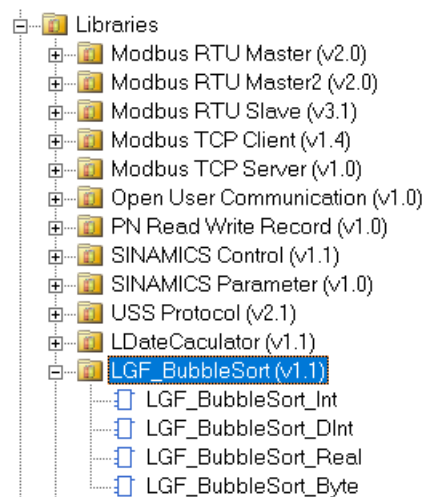 Libraries
Modbus RTU Master (v2.0)
Modbus RTU Master2 (v2.0)
Modbus RTU Slave (v3.1)
Modbus TCP Client (v1.4)
Modbus TCP Server (v1.0)
Open User Communication (v1.0)
PN Read Write Record (v1.0)
SINAMICS Control (v1.1)
SINAMICS Parameter (v1.0)
USS Protocol (v2.1)
LDateCaculator (v1.1)
LGF_BubbleSort (v1.1)
LGF_BubbleSort_Int
LGF_BubbleSort_DInt
LGF_BubbleSort_Real
LGF_BubbleSort_Byte